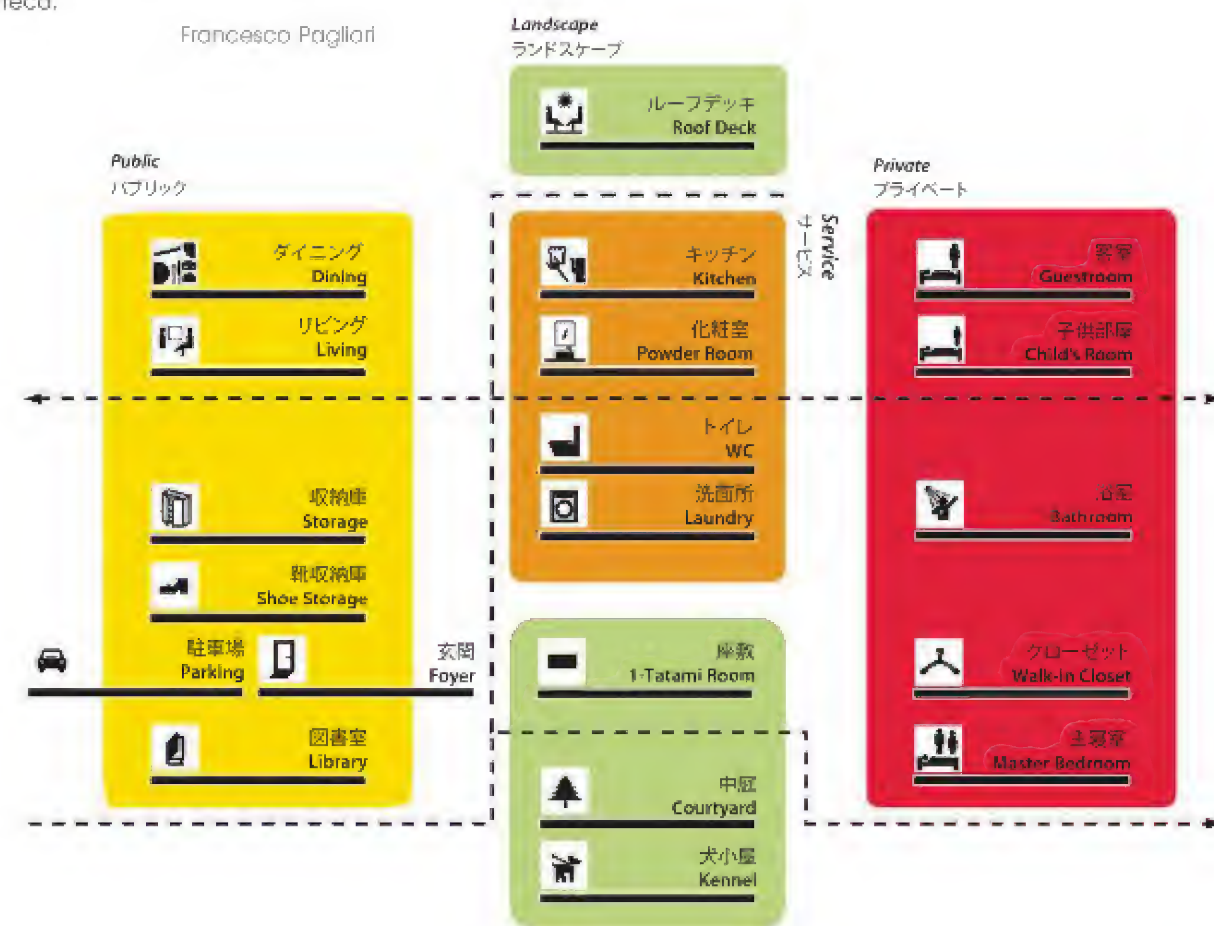 Francesco Pagliari
Landscape
ランドスケープ
ルーフデッキ
Roof Deck
Public
パブリック
ダイニング
Dining
リビング
Living
収納庫
Storage
靴収納庫
Shoe Storage
駐車場
Parking
玄関
Foyer
図書室
Library
Service
サービス
キッチン
Kitchen
化粧室
Powder Room
トイレ
WC
洗面所
Laundry
座敷
1-Tatami Room
中庭
Courtyard
犬小屋
Kennel
Private
プライベート
客室
Guestroom
子供部屋
Child's Room
浴室
Bathroom
クローゼット
Walk-in Closet
主寝室
Master Bedroom